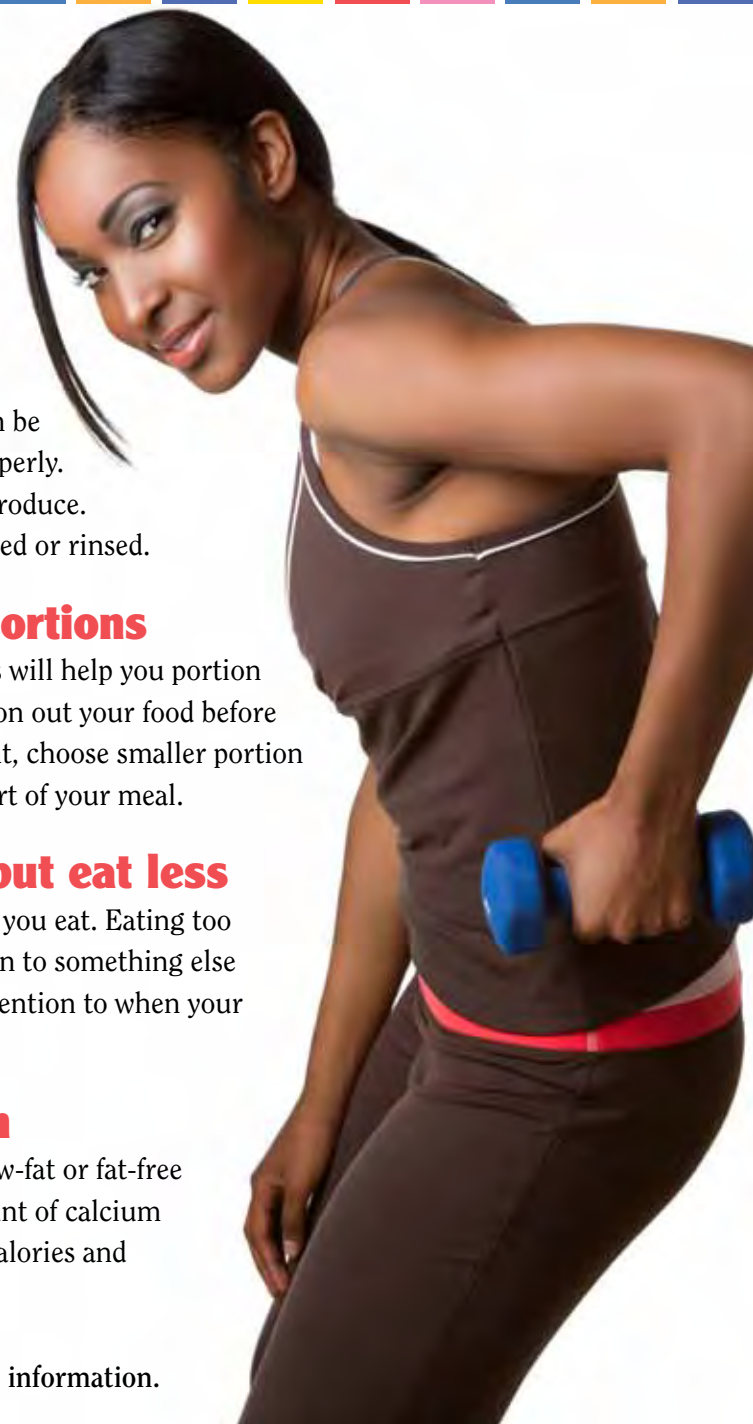 be
perly.
roduce.
ed or rinsed.
ortions
s will help you portion
on out your food before
t, choose smaller portion
rt of your meal.
but eat less
you eat. Eating too
n to something else
ention to when your
w-fat or fat-free
nt of calcium
alories and
information.